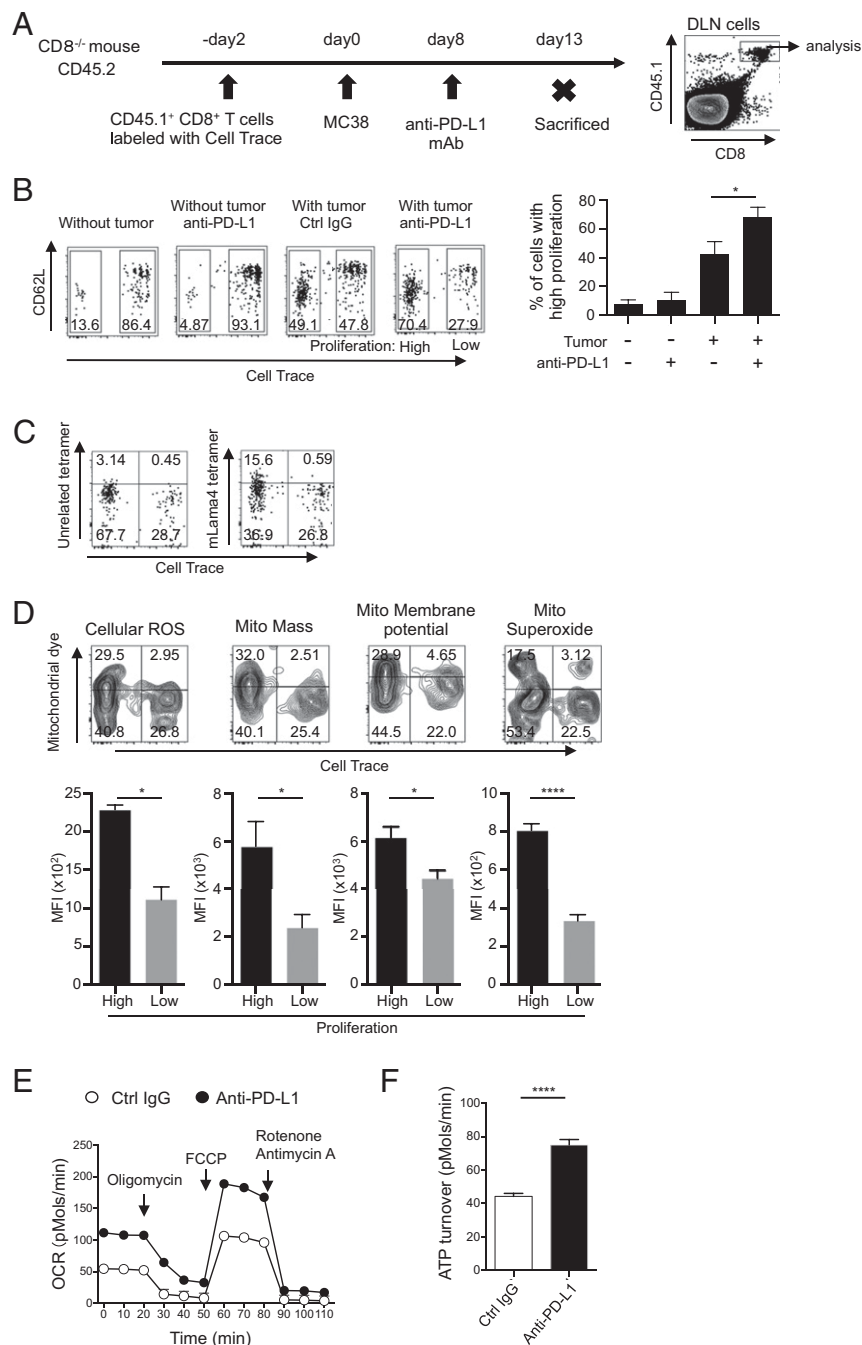 A
CD8-/- mouse
CD45.2
-day2
day0
day8
day13
CD45.1+ CD8+ T cells
labeled with Cell Trace
MC38
anti-PD-L1
mAb
Sacrificed
DLN cells
CD45.1
analysis
CD8
B
Without tumor
Without tumor
anti-PD-L1
With tumor
Ctrl IgG
With tumor
anti-PD-L1
CD62L
13.6 86.4
4.87 93.1
49.1 47.8
70.4 27.9
Proliferation: High Low
Cell Trace
% of cells with
high proliferation
80
60
40
20
0
*
Tumor - - + +
anti-PD-L1 - + - +
C
Unrelated tetramer
3.14 0.45
67.7 28.7
mLama4 tetramer
15.6 0.59
36.9 26.8
Cell Trace
D
Mitochondrial dye
Cellular ROS
29.5 2.95
40.8 26.8
Mito Mass
32.0 2.51
40.1 25.4
Mito Membrane
potential
28.9 4.65
44.5 22.0
Mito
Superoxide
17.5 3.12
53.4 22.5
Cell Trace
MFI (x10²)
25
20
15
10
5
0
*
High Low
MFI (x10³)
8
6
4
2
0
*
High Low
MFI (x10³)
8
6
4
2
0
*
High Low
MFI (x10²)
10
8
6
4
2
0
****
High Low
Proliferation
E
Ctrl IgG Anti-PD-L1
OCR (pMols/min)
250
200
150
100
50
0
Oligomycin
FCCP
Rotenone
Antimycin A
0 10 20 30 40 50 60 70 80 90 100 110
Time (min)
F
ATP turnover (pMols/min)
100
80
60
40
20
0
****
Ctrl IgG
Anti-PD-L1